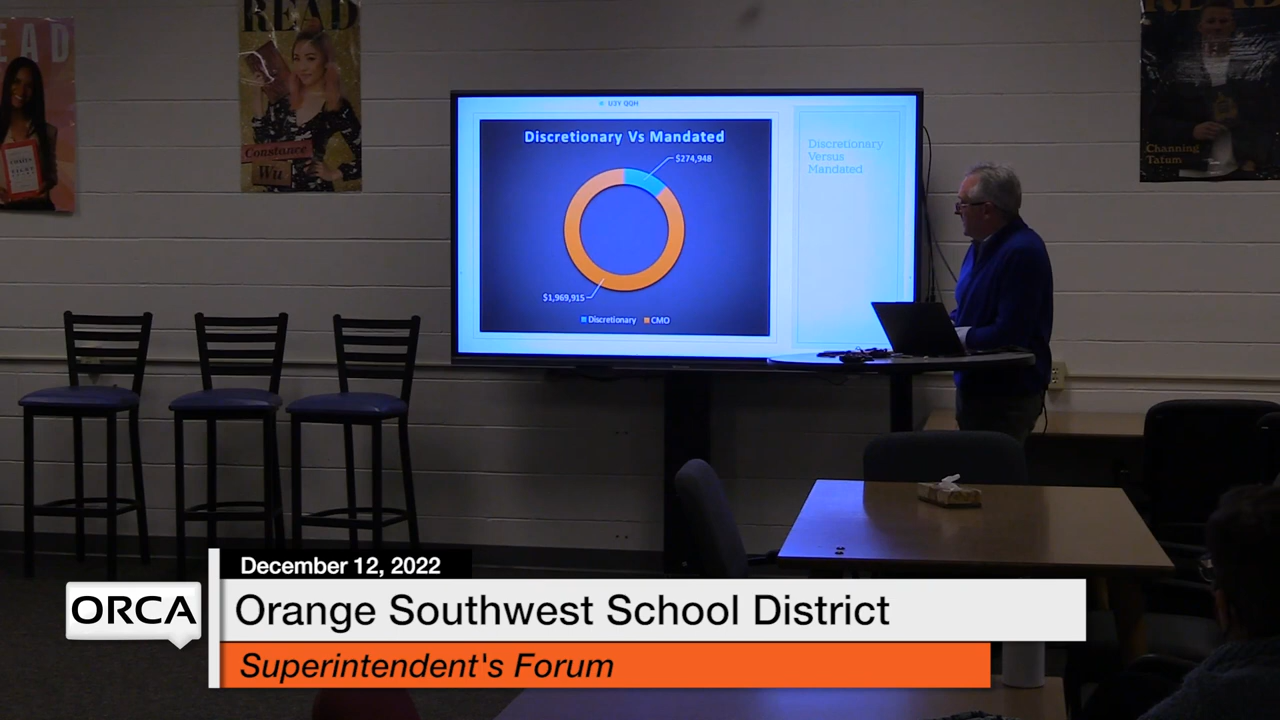 EAD
READ
Constance
Wu
Channing
Tatum
Discretionary Vs Mandated
$274,948
$1,969,915
Discretionary CMO
Discretionary
Versus
Mandated
December 12, 2022
ORCA
Orange Southwest School District
Superintendent's Forum